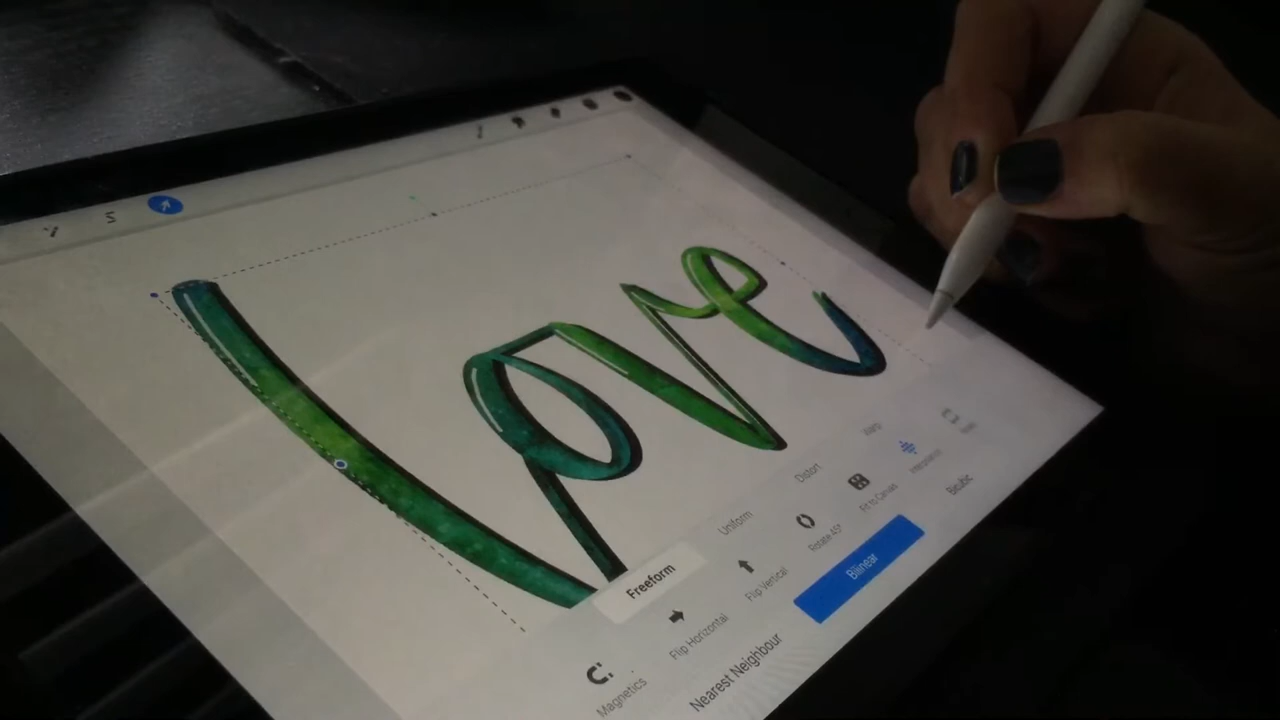 Love
Freeform
Uniform
Distort
Warp
Magnetics
Flip Horizontal
Flip Vertical
Rotate 45°
Fit to Canvas
Interpolation
Nearest Neighbour
Bilinear
Bicubic